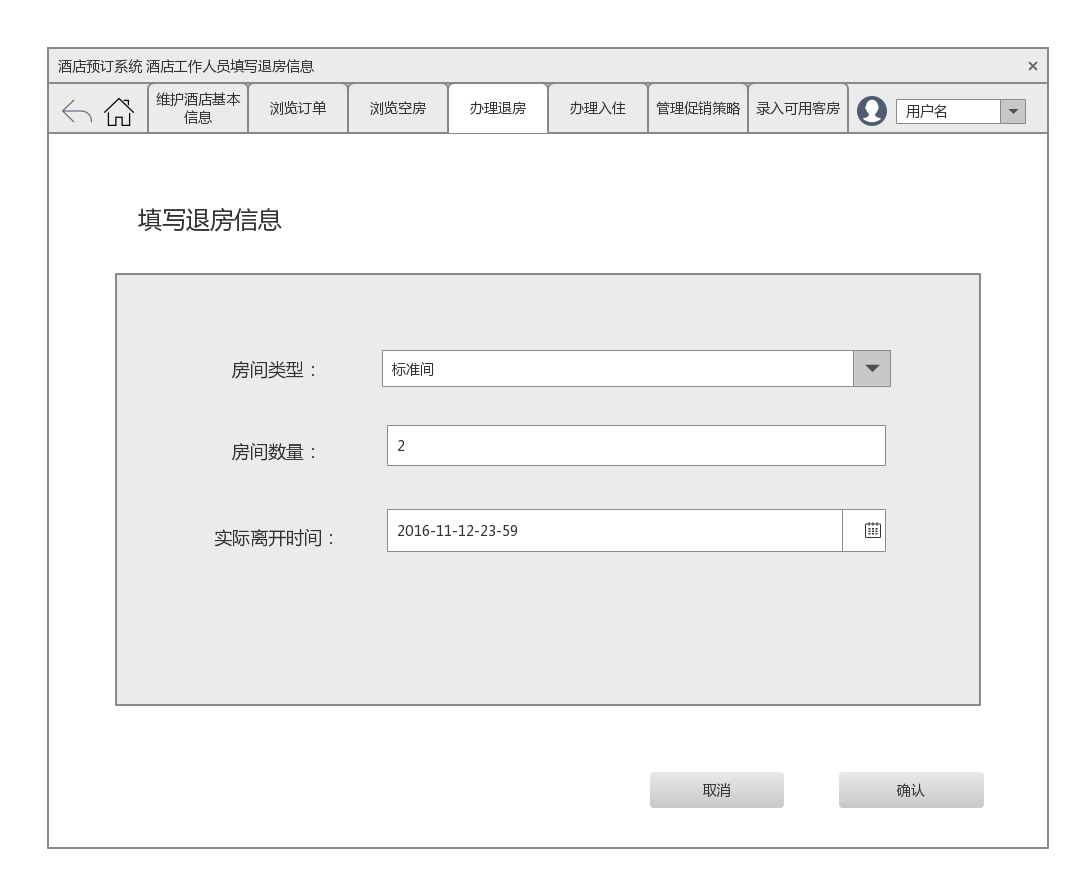 酒店预订系统 酒店工作人员填写退房信息
×
维护酒店基本
信息
浏览订单
浏览空房
办理退房
办理入住
管理促销策略
录入可用客房
用户名
填写退房信息
房间类型：
标准间
房间数量：
2
实际离开时间：
2016-11-12-23-59
取消
确认